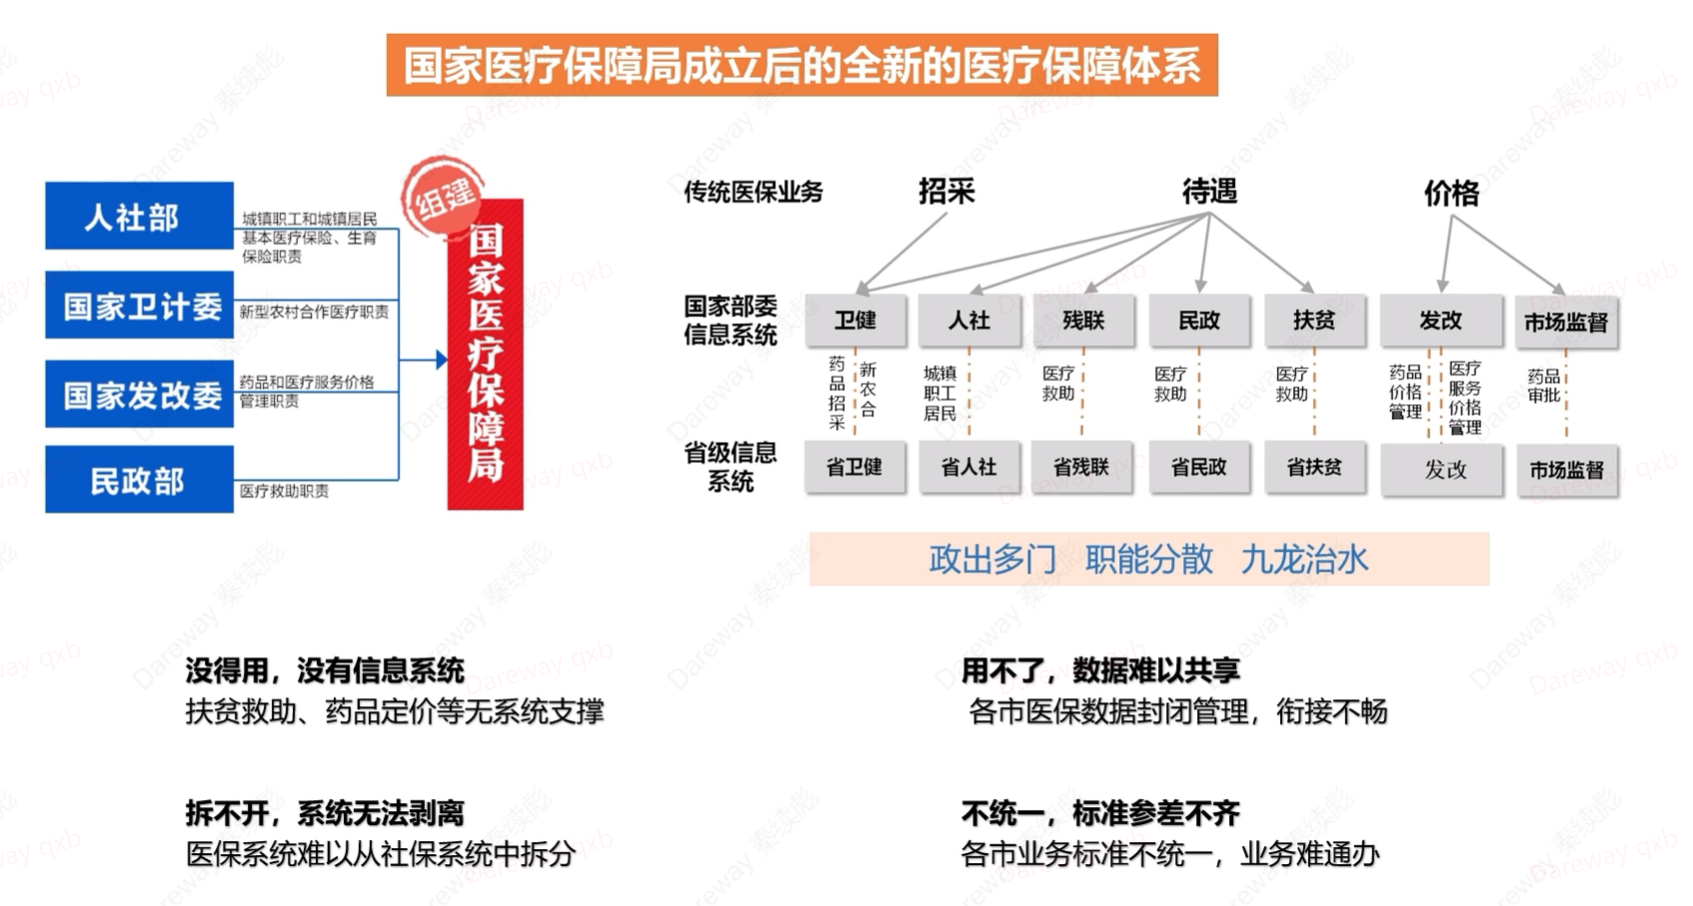 国家医疗保障局成立后的全新的医疗保障体系
组建
国家医疗保障局
人社部
城镇职工和城镇居民
基本医疗保险、生育
保险职责
国家卫计委
新型农村合作医疗职责
国家发改委
药品和医疗服务价格
管理职责
民政部
医疗救助职责
传统医保业务 招采 待遇 价格
国家部委
信息系统
卫健 人社 残联 民政 扶贫 发改 市场监督
药品招采
新农合
城镇
职工
居民
医疗
救助
医疗
救助
医疗
救助
药品
价格
管理
医疗
服务
价格
管理
药品
审批
省级信息
系统
省卫健 省人社 省残联 省民政 省扶贫 发改 市场监督
政出多门 职能分散 九龙治水
没得用，没有信息系统
扶贫救助、药品定价等无系统支撑
用不了，数据难以共享
各市医保数据封闭管理，衔接不畅
拆不开，系统无法剥离
医保系统难以从社保系统中拆分
不统一，标准参差不齐
各市业务标准不统一，业务难通办
Dareway 秦续彪
Dareway qxb